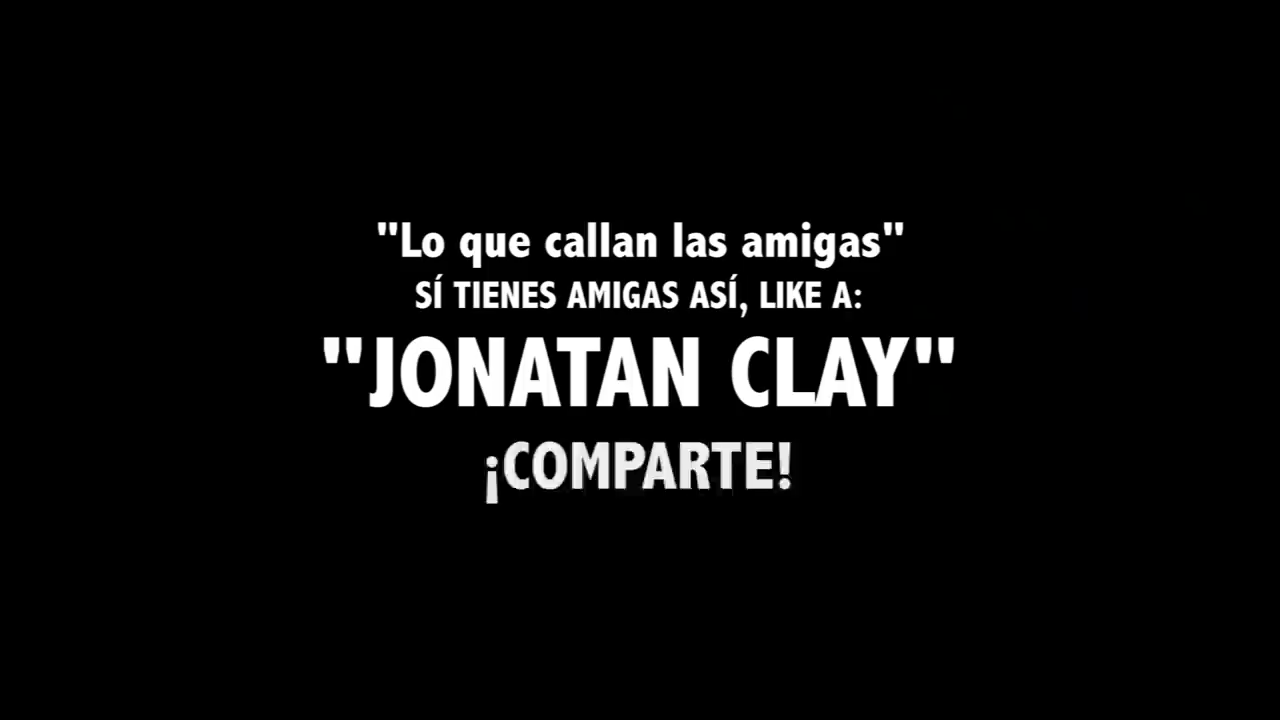 "Lo que callan las amigas"
SÍ TIENES AMIGAS ASÍ, LIKE A:
"JONATAN CLAY"
¡COMPARTE!